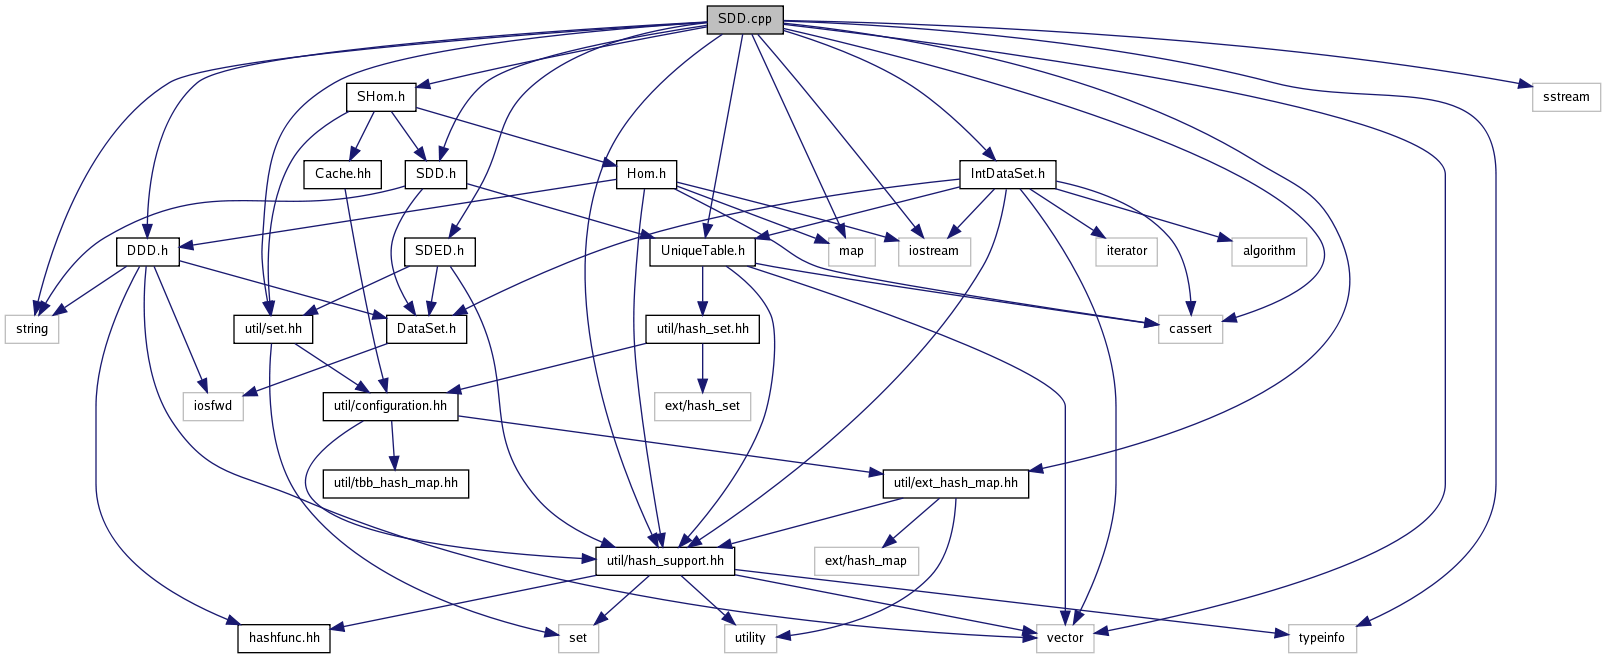 SDD.cpp
SHom.h
sstream
Cache.hh
SDD.h
Hom.h
IntDataSet.h
DDD.h
SDED.h
UniqueTable.h
map
iostream
iterator
algorithm
string
util/set.hh
DataSet.h
util/hash_set.hh
cassert
iosfwd
util/configuration.hh
ext/hash_set
util/tbb_hash_map.hh
util/ext_hash_map.hh
util/hash_support.hh
ext/hash_map
hashfunc.hh
set
utility
vector
typeinfo